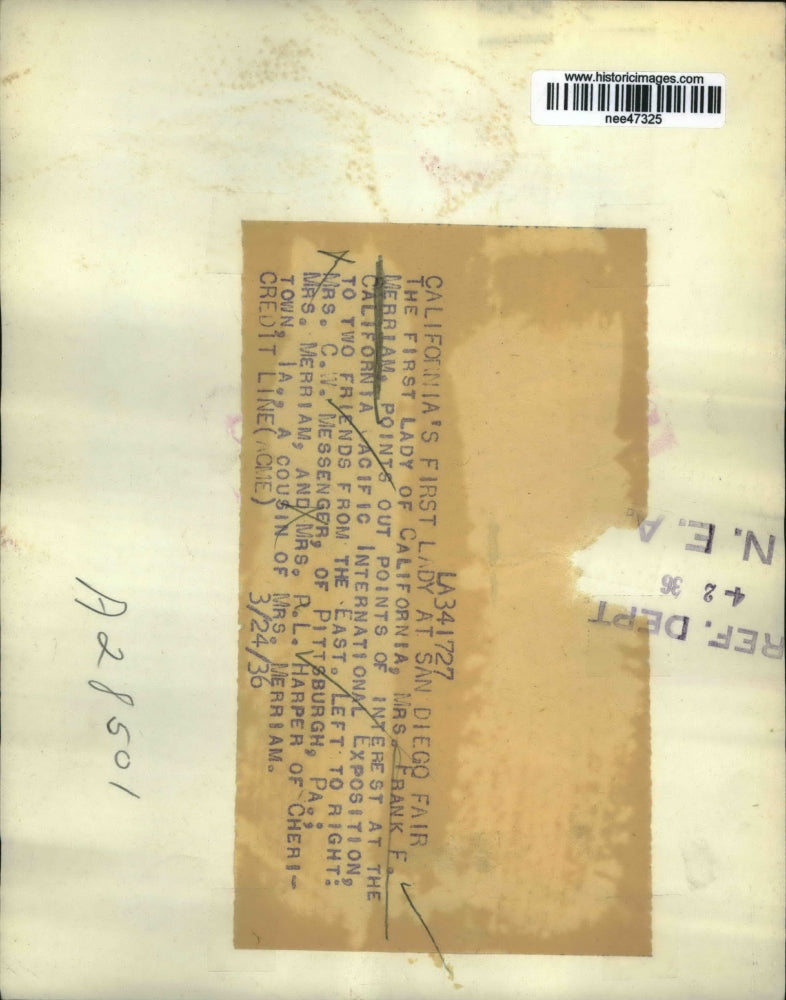 www.historicimages.com
nee47325
LA341727
CALIFORNIA'S FIRST LADY AT SAN DIEGO FAIR
THE FIRST LADY OF CALIFORNIA, MRS. FRANK F.
MERRIAM, POINTS OUT POINTS OF INTEREST AT THE
CALIFORNIA PACIFIC INTERNATIONAL EXPOSITION,
TO TWO FRIENDS FROM THE EAST. LEFT TO RIGHT:
MRS. C.W. MESSENGER, OF PITTSBURGH, PA.,
MRS. MERRIAM, AND MRS. R.L. HARPER OF CHERI-
TOWN, IA., A COUSIN OF MRS. MERRIAM.
CREDIT LINE (ACME) 3/24/36
REF. DEPT
4 2 36
N.E.A.
A28501